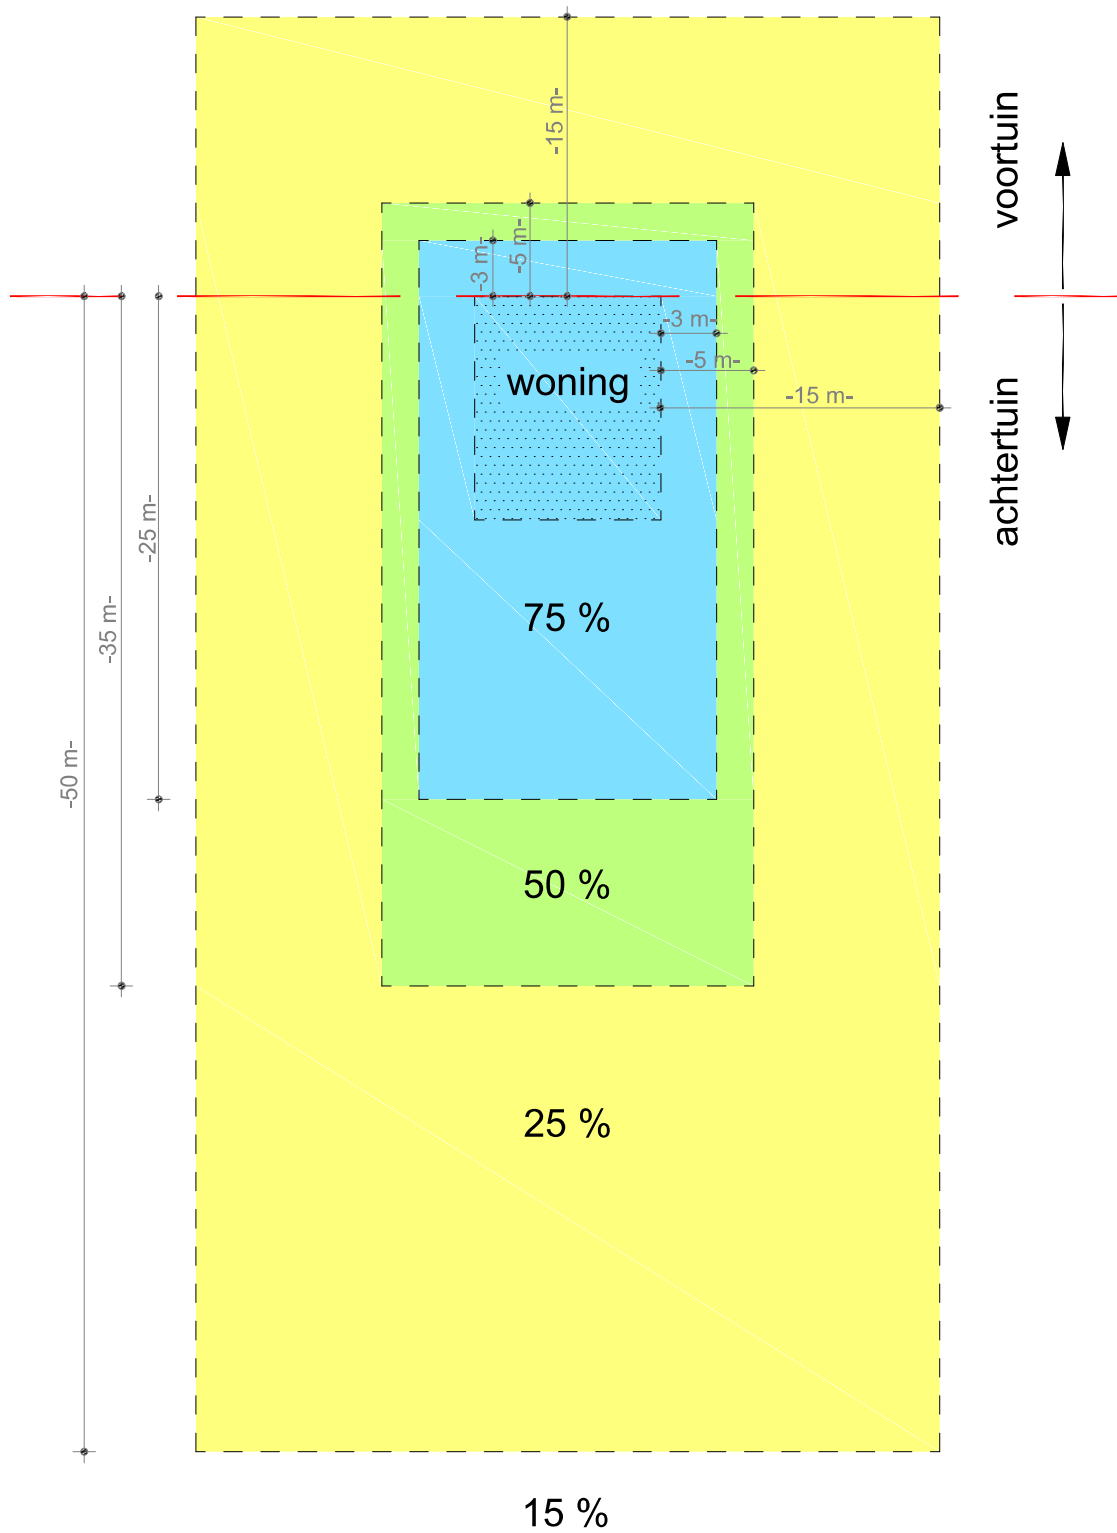 -15 m-
voortuin
-5 m-
-3 m-
-3 m-
-5 m-
woning
-15 m-
achtertuin
-25 m-
75 %
-35 m-
-50 m-
50 %
25 %
15 %